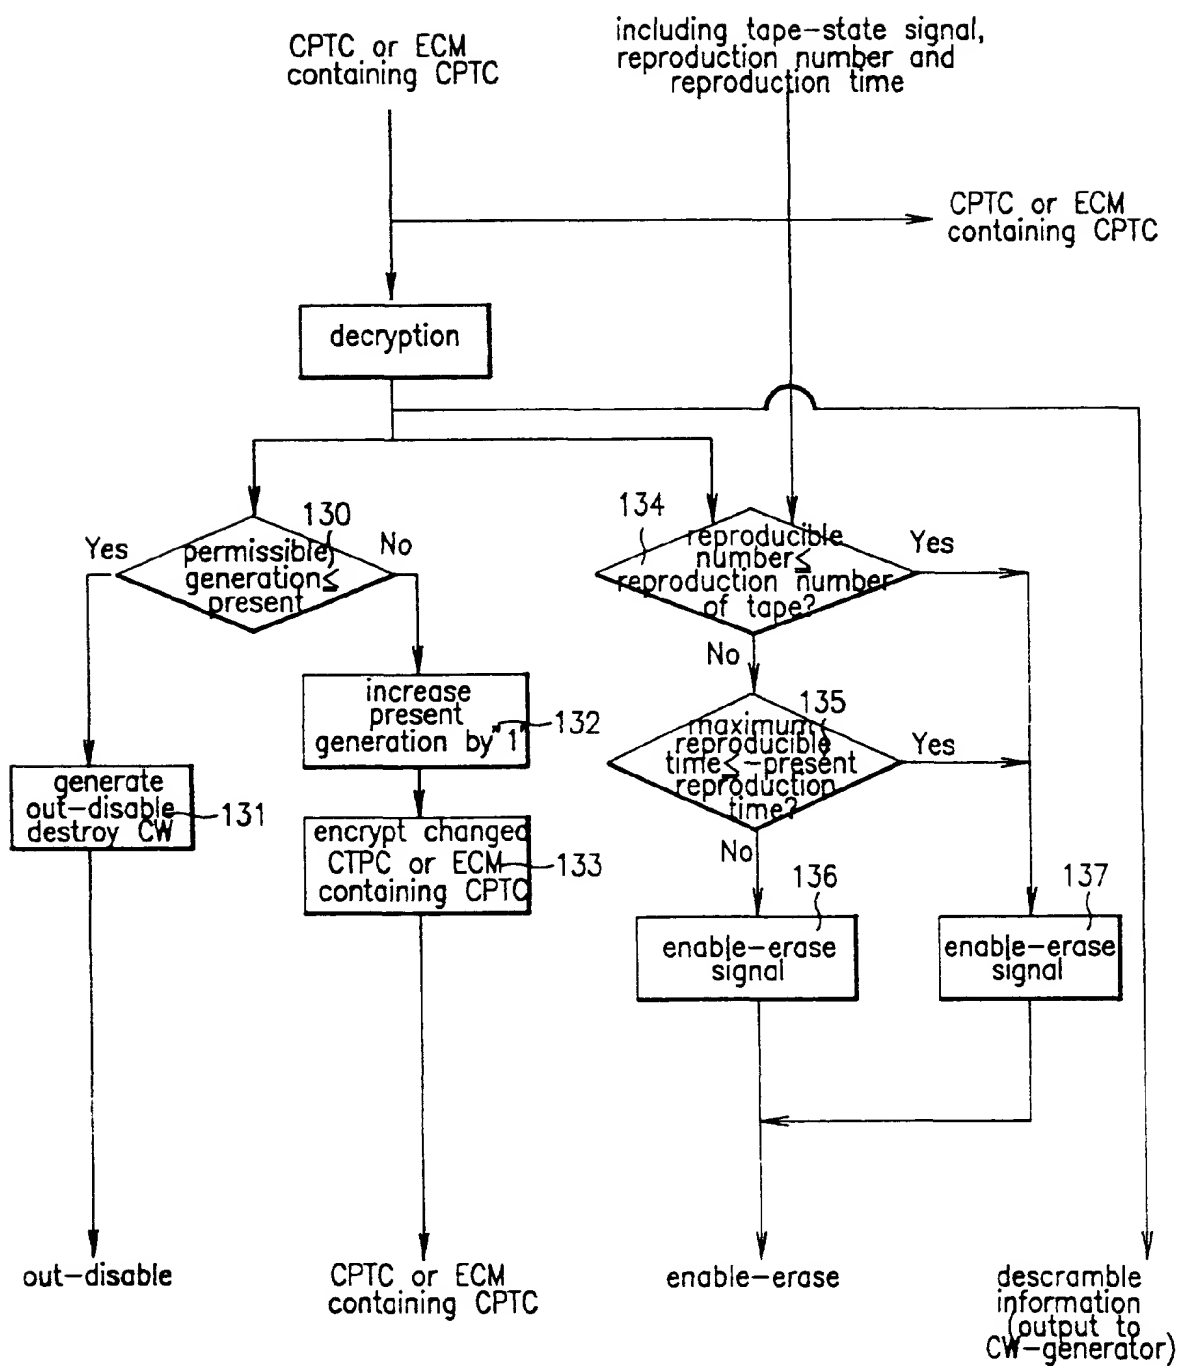 CPTC or ECM
containing CPTC
including tape-state signal,
reproduction number and
reproduction time
CPTC or ECM
containing CPTC
decryption
130
Yes
permissible
generation≤
present
No
134
reproducible
number≤
reproduction number
of tape?
Yes
No
increase
present
generation by"1"
132
135
maximum
reproducible
time≤-present
reproduction
time?
Yes
No
generate
out-disable
destroy CW
131
encrypt changed
CTPC or ECM
containing CPTC
133
136
enable-erase
signal
137
enable-erase
signal
out-disable
CPTC or ECM
containing CPTC
enable-erase
descramble
information
(output to
CW-generator)